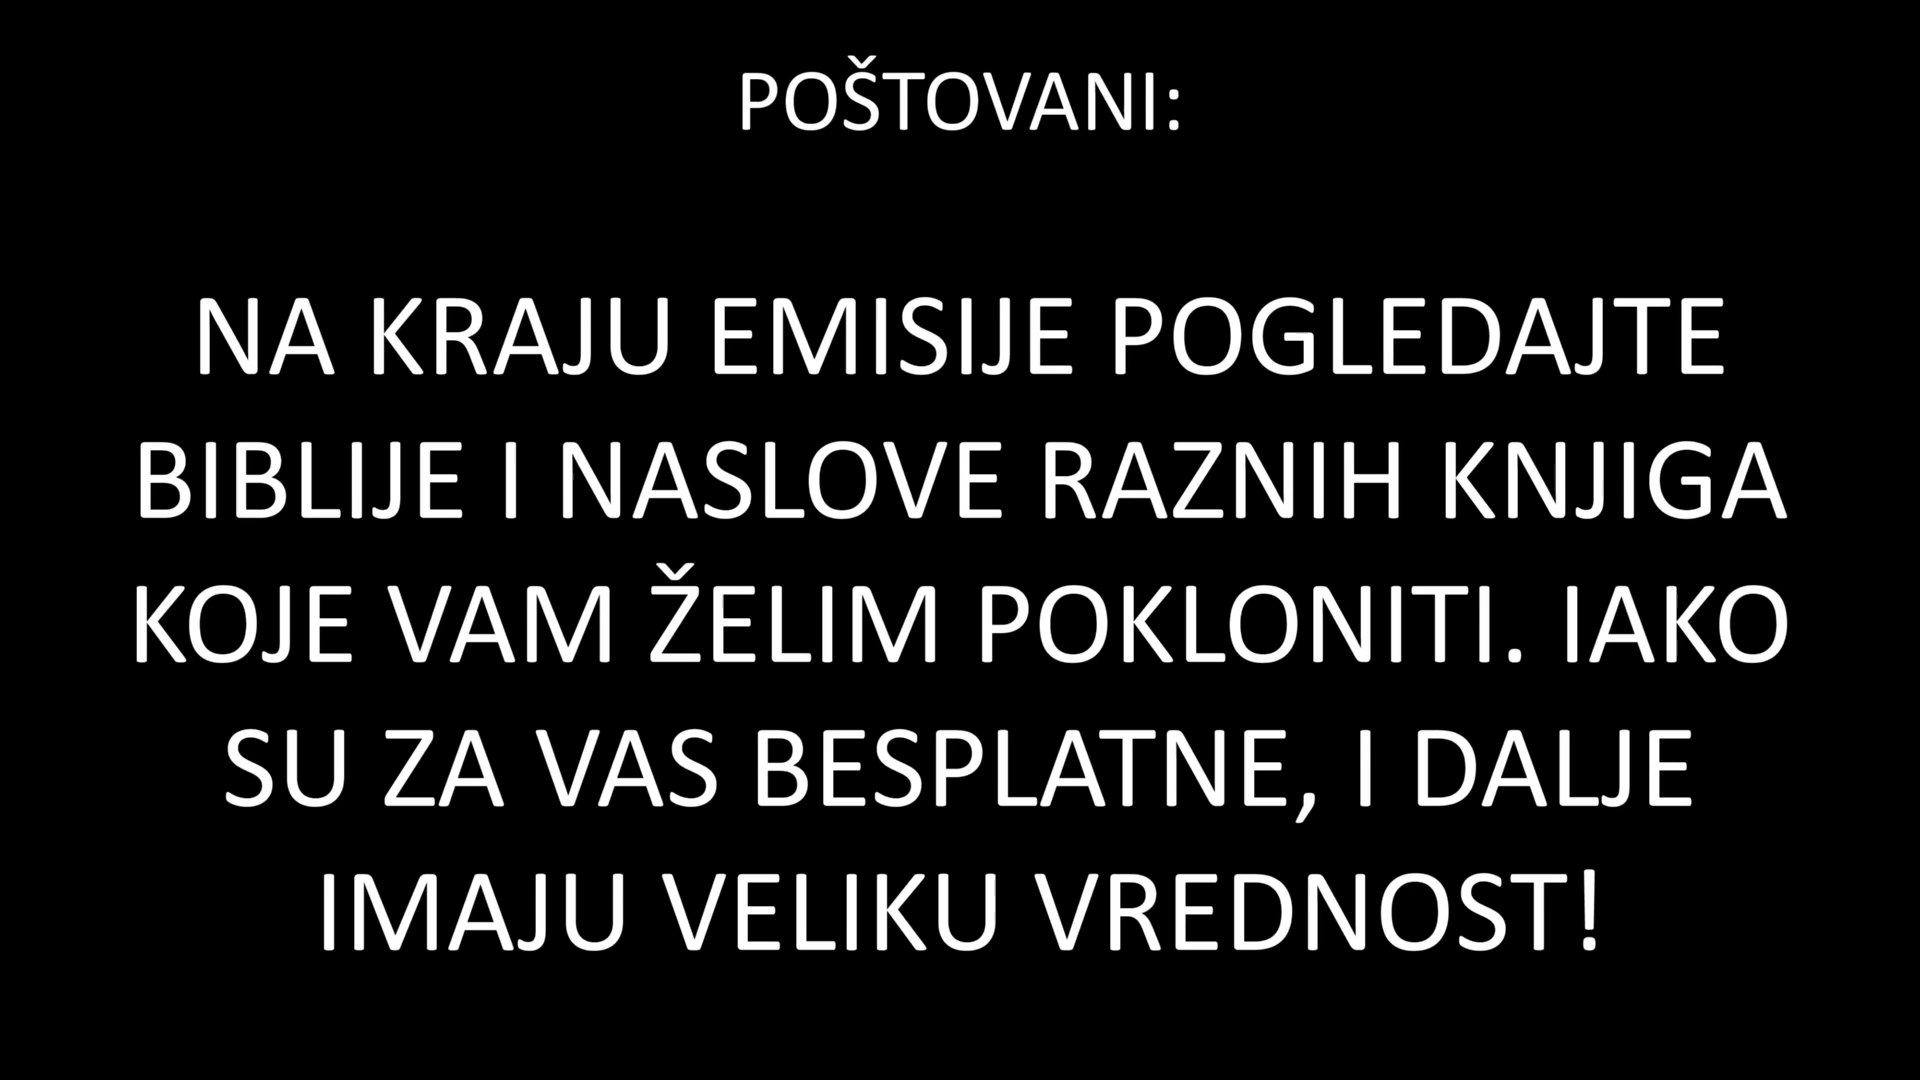 POŠTOVANI:
NA KRAJU EMISIJE POGLEDAJTE
BIBLIJE I NASLOVE RAZNIH KNJIGA
KOJE VAM ŽELIM POKLONITI. IAKO
SU ZA VAS BESPLATNE, I DALJE
IMAJU VELIKU VREDNOST!